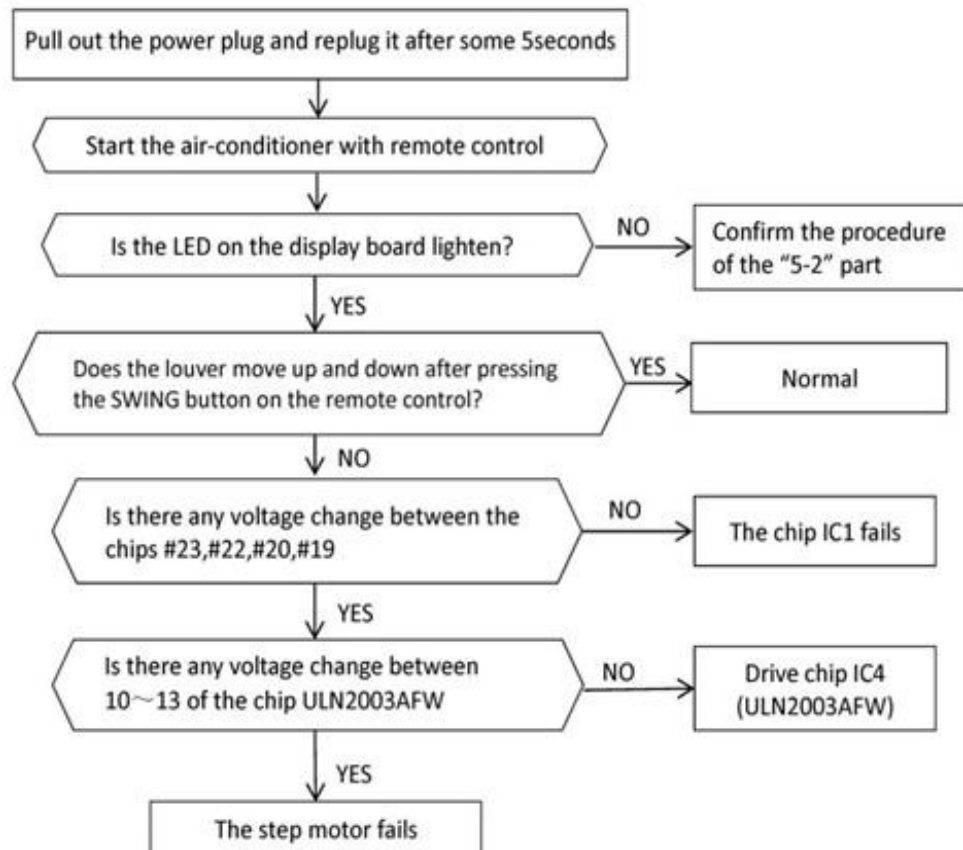 Pull out the power plug and replug it after some 5seconds
Start the air-conditioner with remote control
Is the LED on the display board lighten?
NO
Confirm the procedure
of the “5-2” part
YES
Does the louver move up and down after pressing
the SWING button on the remote control?
YES
Normal
NO
Is there any voltage change between the
chips #23,#22,#20,#19
NO
The chip IC1 fails
YES
Is there any voltage change between
10～13 of the chip ULN2003AFW
NO
Drive chip IC4
(ULN2003AFW)
YES
The step motor fails